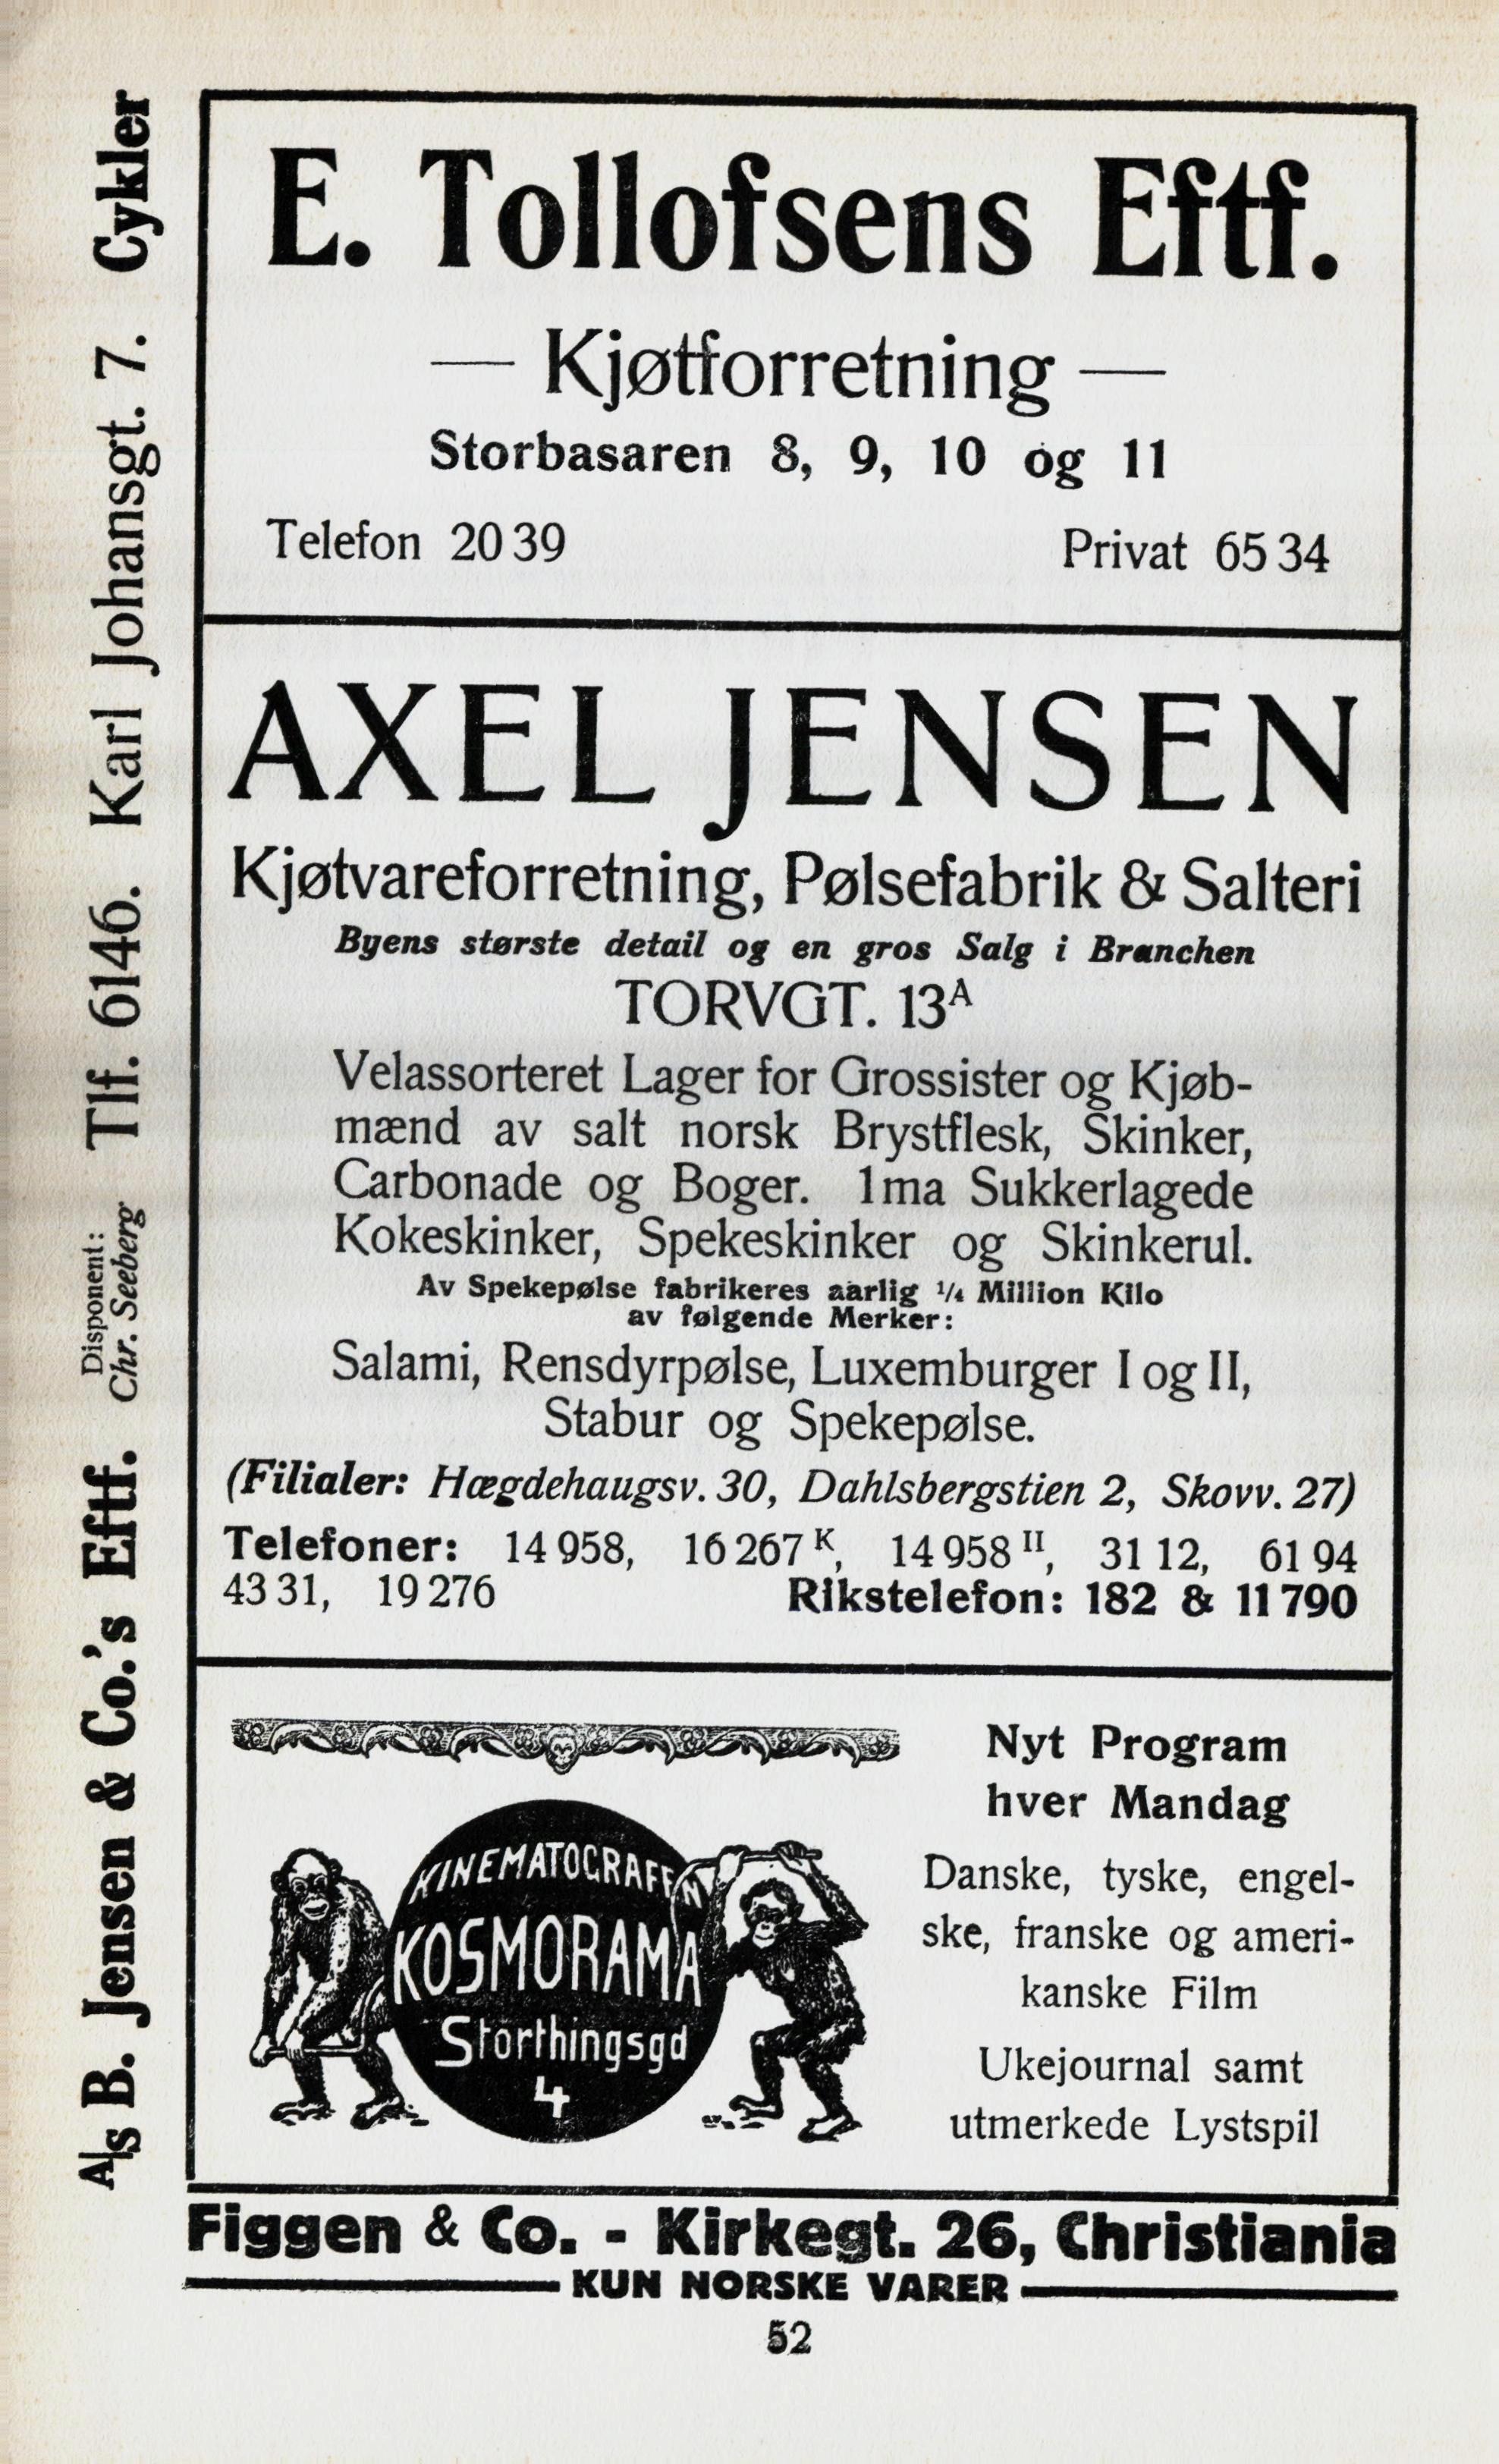 A/s B. Jensen & Co.'s Eftf. Disponent: Chr. Seeberg Tlf. 6146. Karl Johansgt. 7. Cykler
E. Tollofsens Eftf.
— Kjøtforretning —
Storbasaren 8, 9, 10 og 11
Telefon 2039 Privat 6534
AXEL JENSEN
Kjøtvareforretning, Pølsefabrik & Salteri
Byens største detail og en gros Salg i Branchen
TORVGT. 13A
Velassorteret Lager for Grossister og Kjøb-
mænd av salt norsk Brystflesk, Skinker,
Carbonade og Boger. 1ma Sukkerlagede
Kokeskinker, Spekeskinker og Skinkerul.
Av Spekepølse fabrikeres aarlig 1/4 Million Kilo
av følgende Merker:
Salami, Rensdyrpølse, Luxemburger I og II,
Stabur og Spekepølse.
(Filialer: Hægdehaugsv. 30, Dahlsbergstien 2, Skovv. 27)
Telefoner: 14 958, 16 267 K, 14 958 II, 31 12, 61 94
43 31, 19 276 Rikstelefon: 182 & 11 790
KINEMATOGRAFEN
KOSMORAMA
Storthingsgd
4
Nyt Program
hver Mandag
Danske, tyske, engel-
ske, franske og ameri-
kanske Film
Ukejournal samt
utmerkede Lystspil
Figgen & Co. - Kirkegt. 26, Christiania
KUN NORSKE VARER
52